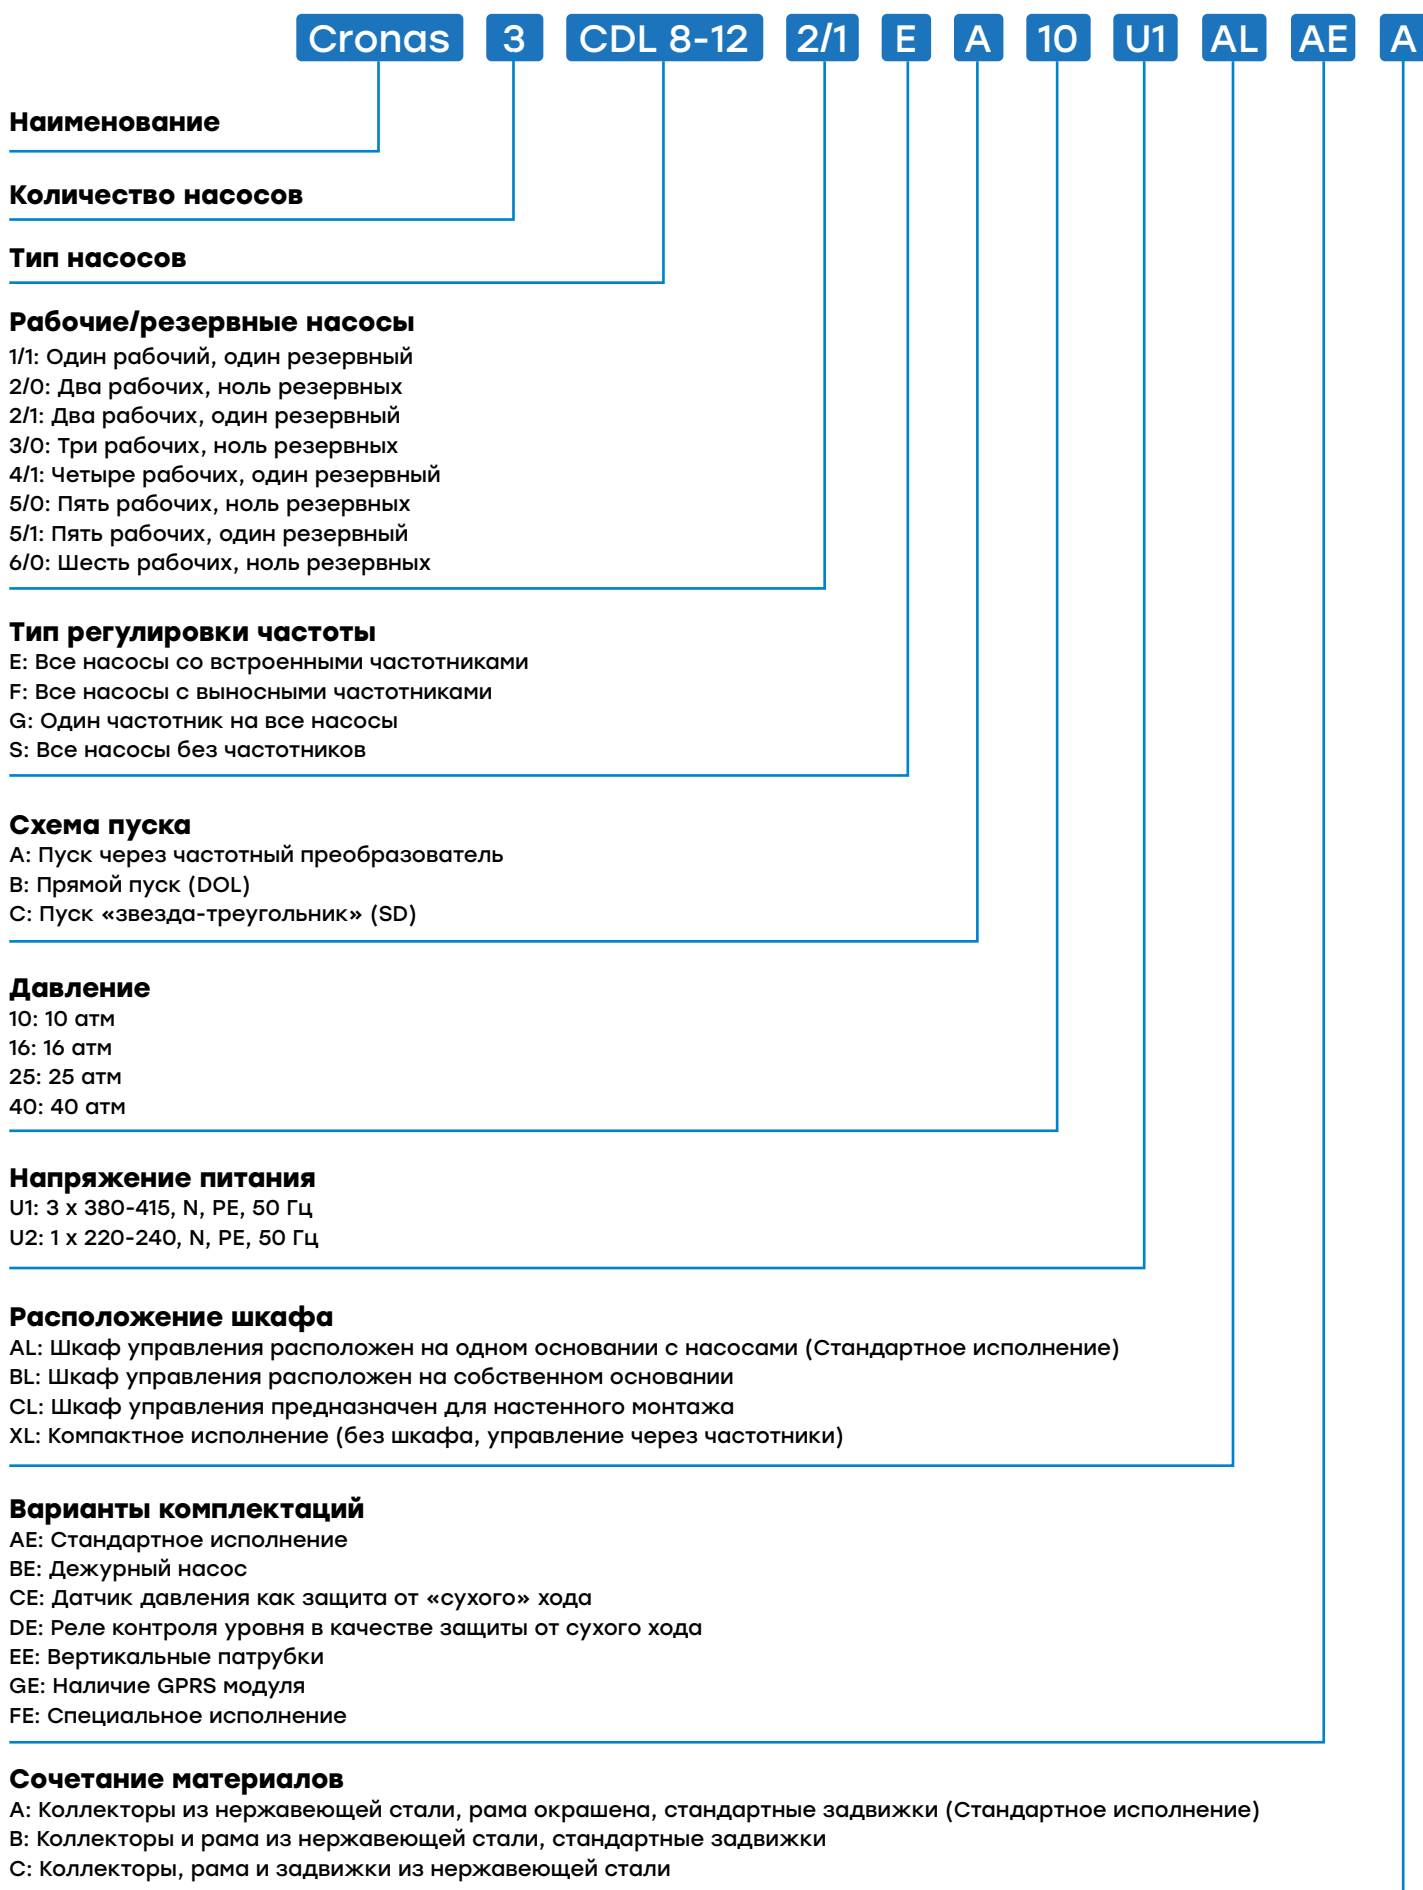 Cronas 3 CDL 8-12 2/1 E A 10 U1 AL AE A
Наименование
Количество насосов
Тип насосов
Рабочие/резервные насосы
1/1: Один рабочий, один резервный
2/0: Два рабочих, ноль резервных
2/1: Два рабочих, один резервный
3/0: Три рабочих, ноль резервных
4/1: Четыре рабочих, один резервный
5/0: Пять рабочих, ноль резервных
5/1: Пять рабочих, один резервный
6/0: Шесть рабочих, ноль резервных
Тип регулировки частоты
E: Все насосы со встроенными частотниками
F: Все насосы с выносными частотниками
G: Один частотник на все насосы
S: Все насосы без частотников
Схема пуска
A: Пуск через частотный преобразователь
B: Прямой пуск (DOL)
C: Пуск «звезда-треугольник» (SD)
Давление
10: 10 атм
16: 16 атм
25: 25 атм
40: 40 атм
Напряжение питания
U1: 3 x 380-415, N, PE, 50 Гц
U2: 1 x 220-240, N, PE, 50 Гц
Расположение шкафа
AL: Шкаф управления расположен на одном основании с насосами (Стандартное исполнение)
BL: Шкаф управления расположен на собственном основании
CL: Шкаф управления предназначен для настенного монтажа
XL: Компактное исполнение (без шкафа, управление через частотники)
Варианты комплектаций
AE: Стандартное исполнение
BE: Дежурный насос
CE: Датчик давления как защита от «сухого» хода
DE: Реле контроля уровня в качестве защиты от сухого хода
EE: Вертикальные патрубки
GE: Наличие GPRS модуля
FE: Специальное исполнение
Сочетание материалов
A: Коллекторы из нержавеющей стали, рама окрашена, стандартные задвижки (Стандартное исполнение)
B: Коллекторы и рама из нержавеющей стали, стандартные задвижки
C: Коллекторы, рама и задвижки из нержавеющей стали